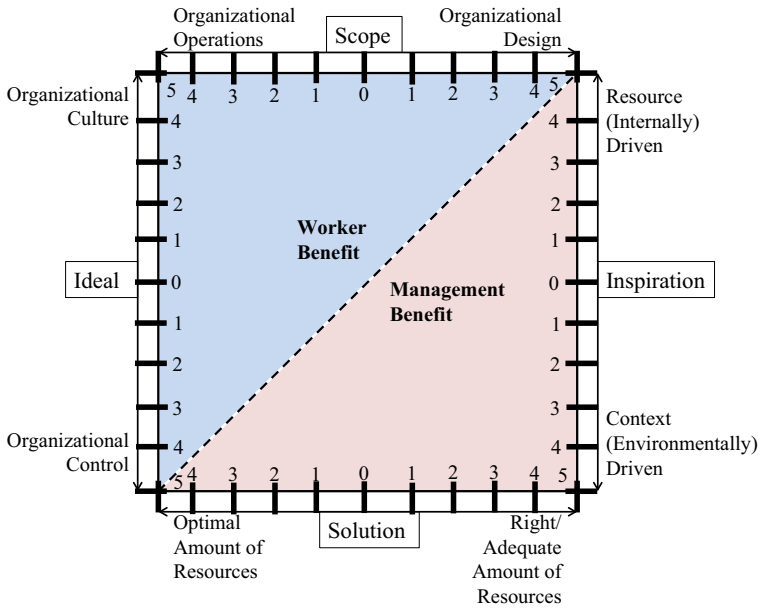 Organizational
Operations
Scope
Organizational
Design
5 4 3 2 1 0 1 2 3 4 5
Organizational
Culture
4
3
2
1
Ideal
0
1
2
3
4
Organizational
Control
Worker
Benefit
Management
Benefit
Resource
(Internally)
Driven
4
3
2
1
0
Inspiration
1
2
3
4
Context
(Environmentally)
Driven
5 4 3 2 1 0 1 2 3 4 5
Optimal
Amount of
Resources
Solution
Right/
Adequate
Amount of
Resources